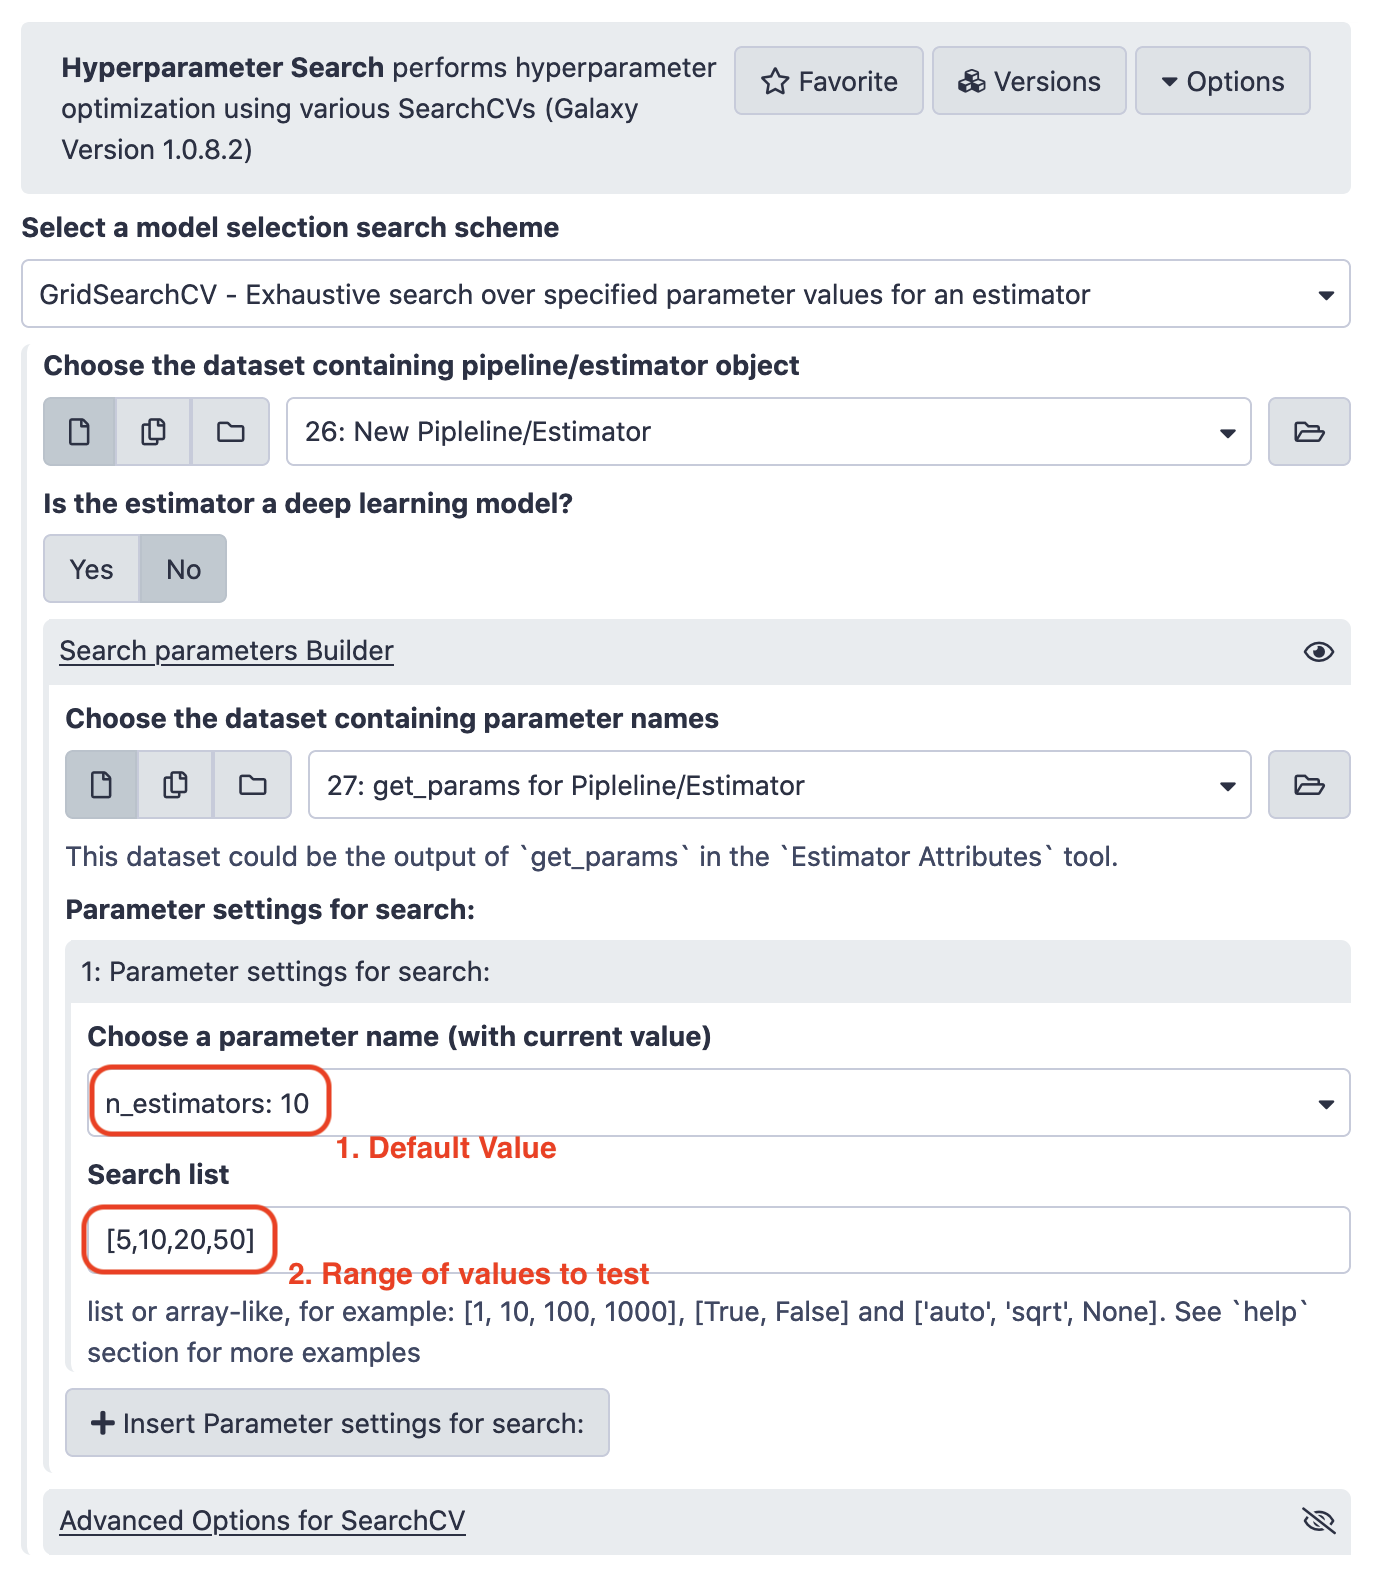 Hyperparameter Search performs hyperparameter
optimization using various SearchCVs (Galaxy
Version 1.0.8.2)
Favorite
Versions
Options
Select a model selection search scheme
GridSearchCV - Exhaustive search over specified parameter values for an estimator
Choose the dataset containing pipeline/estimator object
26: New Pipleline/Estimator
Is the estimator a deep learning model?
Yes
No
Search parameters Builder
Choose the dataset containing parameter names
27: get_params for Pipleline/Estimator
This dataset could be the output of `get_params` in the `Estimator Attributes` tool.
Parameter settings for search:
1: Parameter settings for search:
Choose a parameter name (with current value)
n_estimators: 10
1. Default Value
Search list
[5,10,20,50]
2. Range of values to test
list or array-like, for example: [1, 10, 100, 1000], [True, False] and ['auto', 'sqrt', None]. See `help`
section for more examples
Insert Parameter settings for search:
Advanced Options for SearchCV